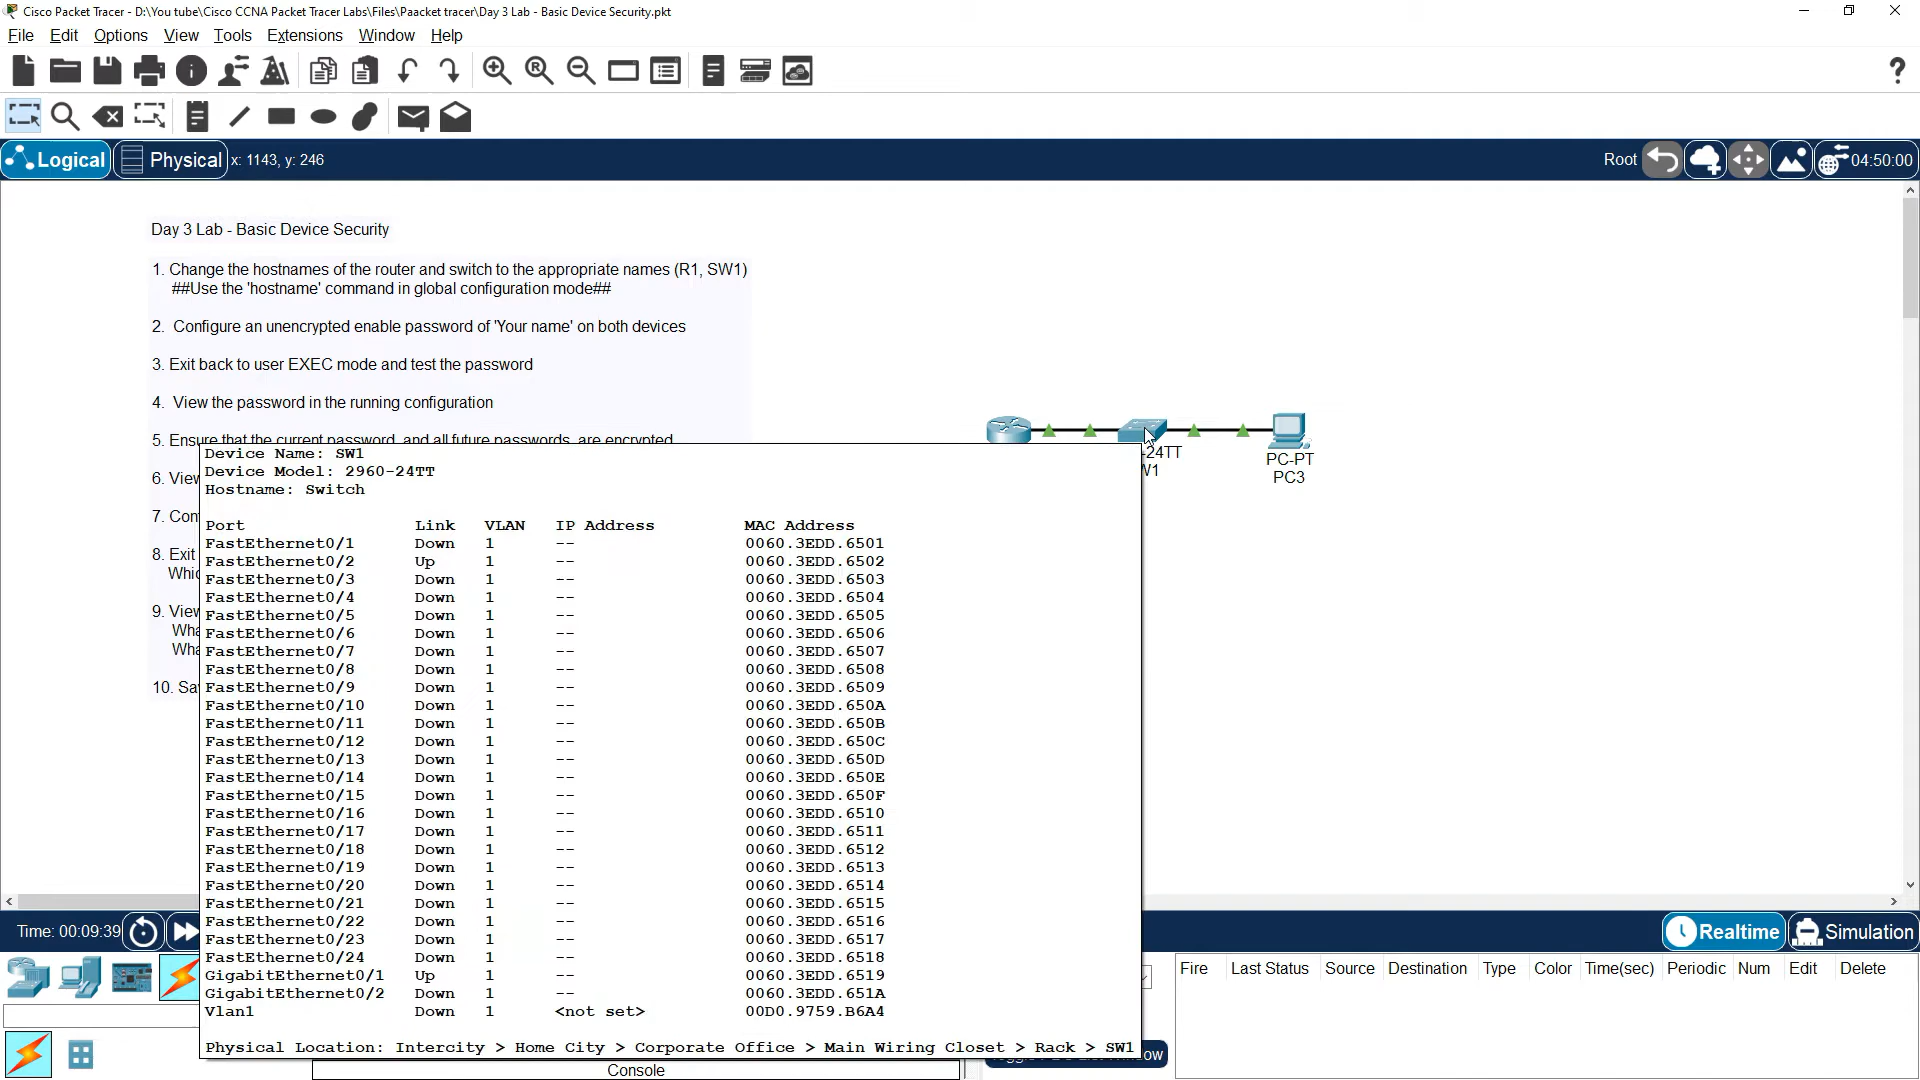 Cisco Packet Tracer - D:\You tube\Cisco CCNA Packet Tracer Labs\Files\Paacket tracer\Day 3 Lab - Basic Device Security.pkt
File Edit Options View Tools Extensions Window Help
Logical Physical x: 1143, y: 246 Root 04:50:00
Day 3 Lab - Basic Device Security
1. Change the hostnames of the router and switch to the appropriate names (R1, SW1)
##Use the 'hostname' command in global configuration mode##
2. Configure an unencrypted enable password of 'Your name' on both devices
3. Exit back to user EXEC mode and test the password
4. View the password in the running configuration
5. Ensure that the current password, and all future passwords, are encrypted
6.
7.
8. Exit
9.
10.
-24TT
PC-PT
PC3
Device Name: SW1
Device Model: 2960-24TT
Hostname: Switch
Port Link VLAN IP Address MAC Address
FastEthernet0/1 Down 1 -- 0060.3EDD.6501
FastEthernet0/2 Up 1 -- 0060.3EDD.6502
FastEthernet0/3 Down 1 -- 0060.3EDD.6503
FastEthernet0/4 Down 1 -- 0060.3EDD.6504
FastEthernet0/5 Down 1 -- 0060.3EDD.6505
FastEthernet0/6 Down 1 -- 0060.3EDD.6506
FastEthernet0/7 Down 1 -- 0060.3EDD.6507
FastEthernet0/8 Down 1 -- 0060.3EDD.6508
FastEthernet0/9 Down 1 -- 0060.3EDD.6509
FastEthernet0/10 Down 1 -- 0060.3EDD.650A
FastEthernet0/11 Down 1 -- 0060.3EDD.650B
FastEthernet0/12 Down 1 -- 0060.3EDD.650C
FastEthernet0/13 Down 1 -- 0060.3EDD.650D
FastEthernet0/14 Down 1 -- 0060.3EDD.650E
FastEthernet0/15 Down 1 -- 0060.3EDD.650F
FastEthernet0/16 Down 1 -- 0060.3EDD.6510
FastEthernet0/17 Down 1 -- 0060.3EDD.6511
FastEthernet0/18 Down 1 -- 0060.3EDD.6512
FastEthernet0/19 Down 1 -- 0060.3EDD.6513
FastEthernet0/20 Down 1 -- 0060.3EDD.6514
FastEthernet0/21 Down 1 -- 0060.3EDD.6515
FastEthernet0/22 Down 1 -- 0060.3EDD.6516
FastEthernet0/23 Down 1 -- 0060.3EDD.6517
FastEthernet0/24 Down 1 -- 0060.3EDD.6518
GigabitEthernet0/1 Up 1 -- 0060.3EDD.6519
GigabitEthernet0/2 Down 1 -- 0060.3EDD.651A
Vlan1 Down 1 <not set> 00D0.9759.B6A4
Physical Location: Intercity > Home City > Corporate Office > Main Wiring Closet > Rack > SW1
Time: 00:09:39 Realtime Simulation
Fire Last Status Source Destination Type Color Time(sec) Periodic Num Edit Delete
Window
Console